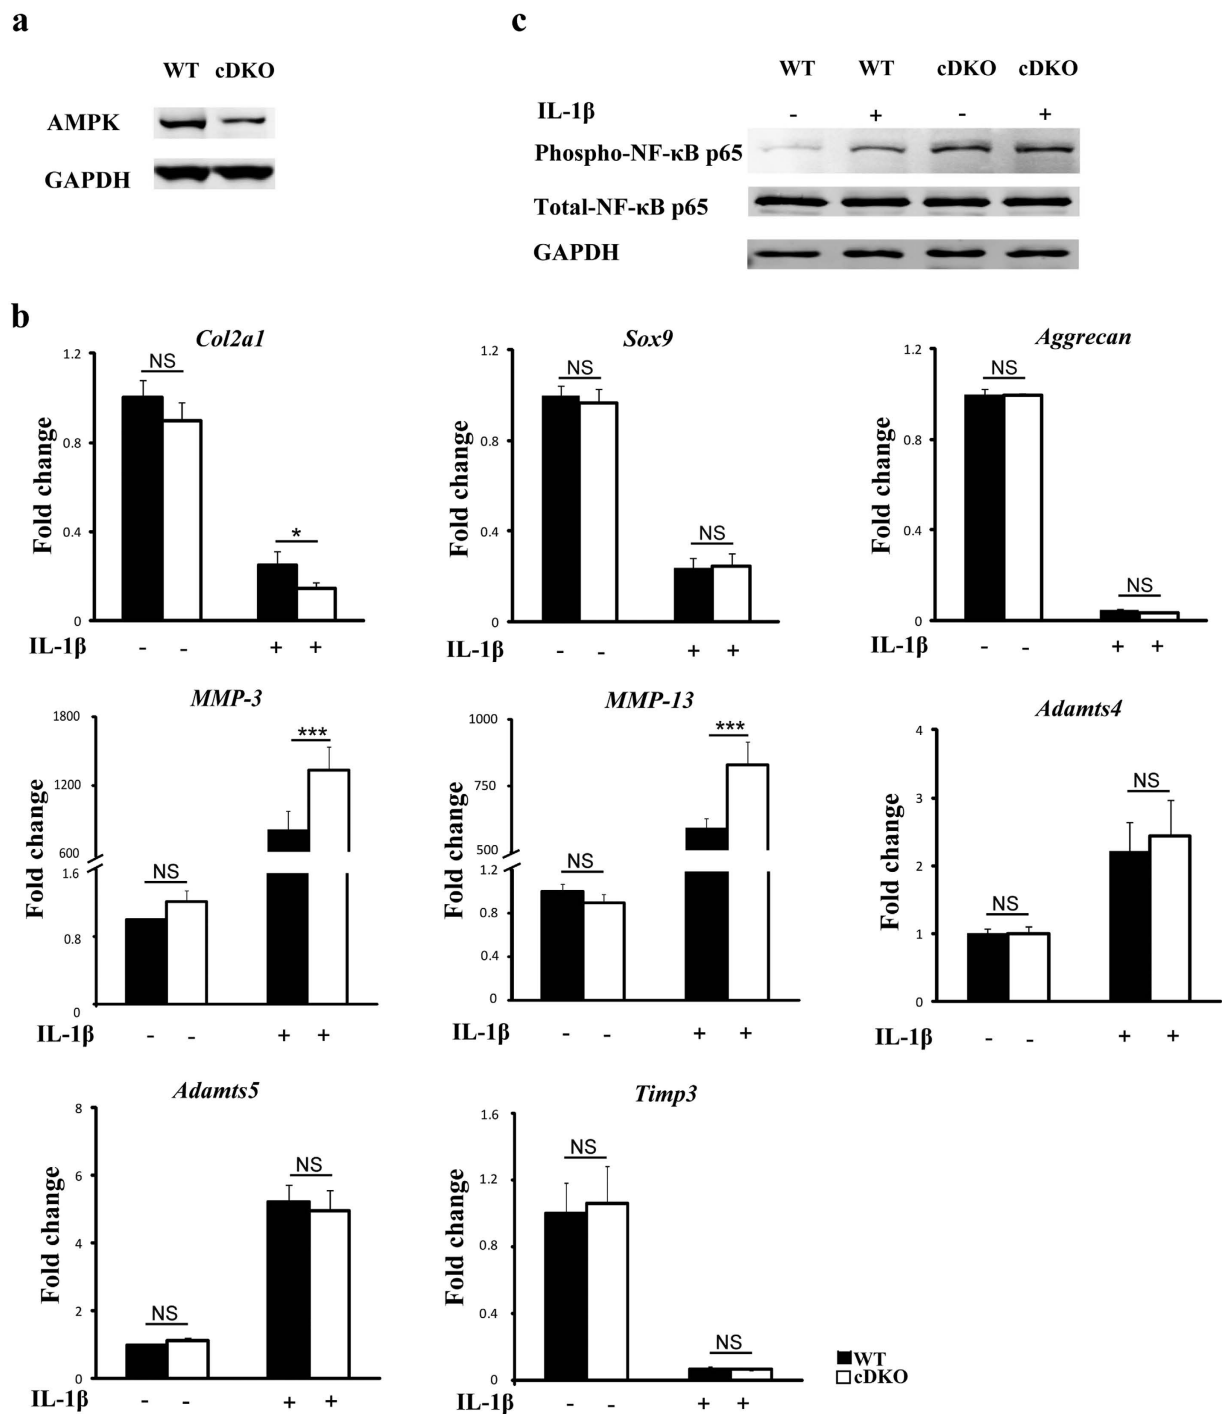 a
WT cDKO
AMPK
GAPDH
c
WT WT cDKO cDKO
IL-1β - + - +
Phospho-NF-κB p65
Total-NF-κB p65
GAPDH
b
Col2a1
Fold change
1.2
0.8
0.4
0
NS
*
IL-1β - - + +
Sox9
Fold change
1.2
0.8
0.4
0
NS
NS
IL-1β - - + +
Aggrecan
Fold change
1.2
0.8
0.4
0
NS
NS
IL-1β - - + +
MMP-3
Fold change
1800
1200
600
1.6
0.8
0
NS
***
IL-1β - - + +
MMP-13
Fold change
1000
750
500
1.2
0.8
0.4
0
NS
***
IL-1β - - + +
Adamts4
Fold change
4
3
2
1
0
NS
NS
IL-1β - - + +
Adamts5
Fold change
8
6
4
2
0
NS
NS
IL-1β - - + +
Timp3
Fold change
1.6
1.2
0.8
0.4
0
NS
NS
IL-1β - - + +
WT
cDKO